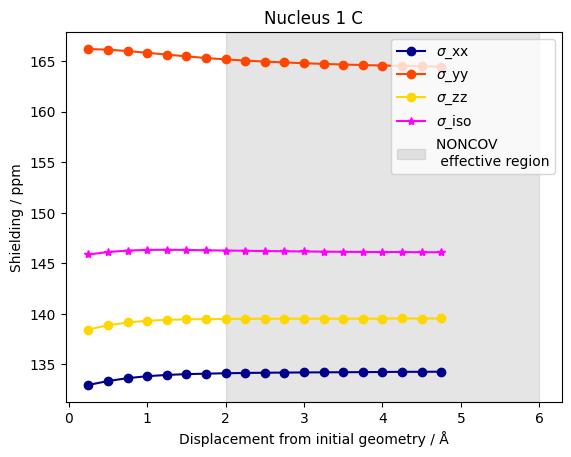 Nucleus 1 C
σ_xx
σ_yy
σ_zz
σ_iso
NONCOV
effective region
165
160
155
150
145
140
135
Shielding / ppm
0 1 2 3 4 5 6
Displacement from initial geometry / Å